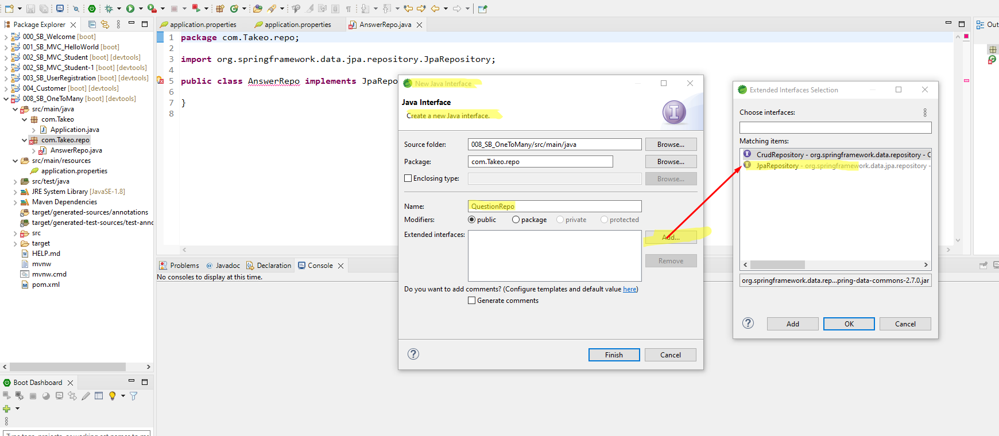 Package Explorer
000_SB_Welcome [boot]
001_SB_MVC_HelloWorld [boot]
002_SB_MVC_Student [boot] [devtools]
002_SB_MVC_Student-1 [boot] [devtools]
003_SB_UserRegistration [boot] [devtools]
004_Customer [boot] [devtools]
008_SB_OneToMany [boot] [devtools]
src/main/java
com.Takeo
Application.java
com.Takeo.repo
AnswerRepo.java
src/main/resources
application.properties
src/test/java
JRE System Library [JavaSE-1.8]
Maven Dependencies
target/generated-sources/annotations
target/generated-test-sources/test-anno
src
target
HELP.md
mvnw
mvnw.cmd
pom.xml
Boot Dashboard
application.properties
application.properties
AnswerRepo.java
1 package com.Takeo.repo;
2
3 import org.springframework.data.jpa.repository.JpaRepository;
4
5 public class AnswerRepo implements JpaRepo
6
7 }
8
Problems
@ Javadoc
Declaration
Console
No consoles to display at this time.
New Java Interface
Java Interface
Create a new Java interface.
Source folder:
008_SB_OneToMany/src/main/java
Browse...
Package:
com.Takeo.repo
Browse...
Enclosing type:
Browse...
Name:
QuestionRepo
Modifiers:
public
package
private
protected
Extended interfaces:
Add...
Remove
Do you want to add comments? (Configure templates and default value here)
Generate comments
Finish
Cancel
Extended Interfaces Selection
Choose interfaces:
Matching items:
CrudRepository - org.springframework.data.repository - C
JpaRepository - org.springframework.data.jpa.repository -
org.springframework.data.rep...pring-data-commons-2.7.0.jar
Add
OK
Cancel
Out